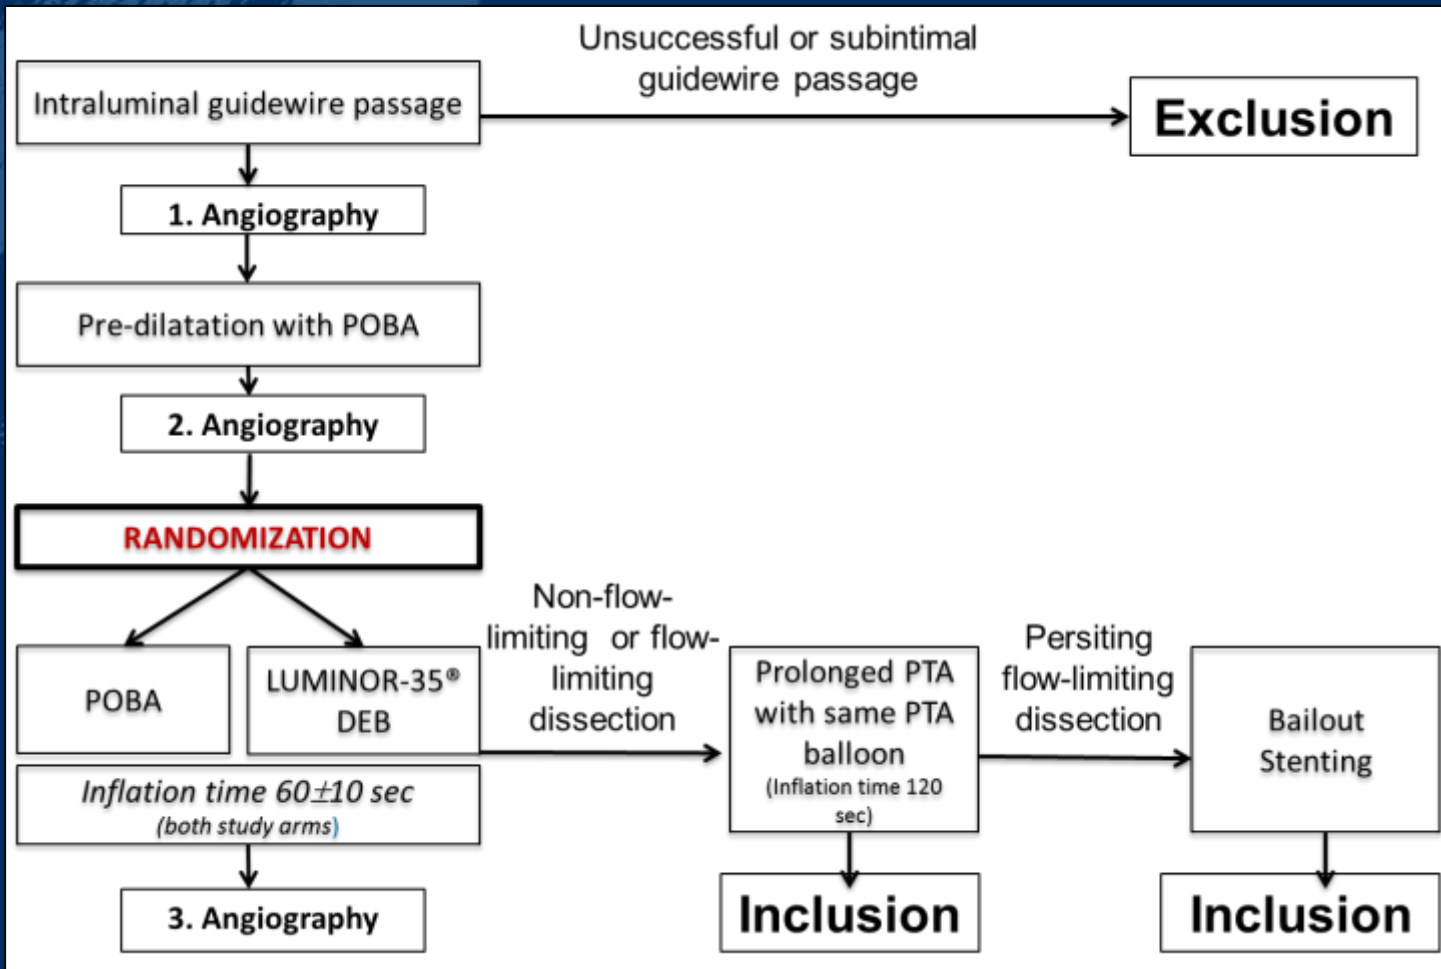 Unsuccessful or subintimal
guidewire passage
Intraluminal guidewire passage
Exclusion
1. Angiography
Pre-dilatation with POBA
2. Angiography
RANDOMIZATION
POBA
LUMINOR-35®
DEB
Inflation time 60±10 sec
(both study arms)
3. Angiography
Non-flow-
limiting or flow-
limiting
dissection
Prolonged PTA
with same PTA
balloon
(Inflation time 120
sec)
Inclusion
Persiting
flow-limiting
dissection
Bailout
Stenting
Inclusion